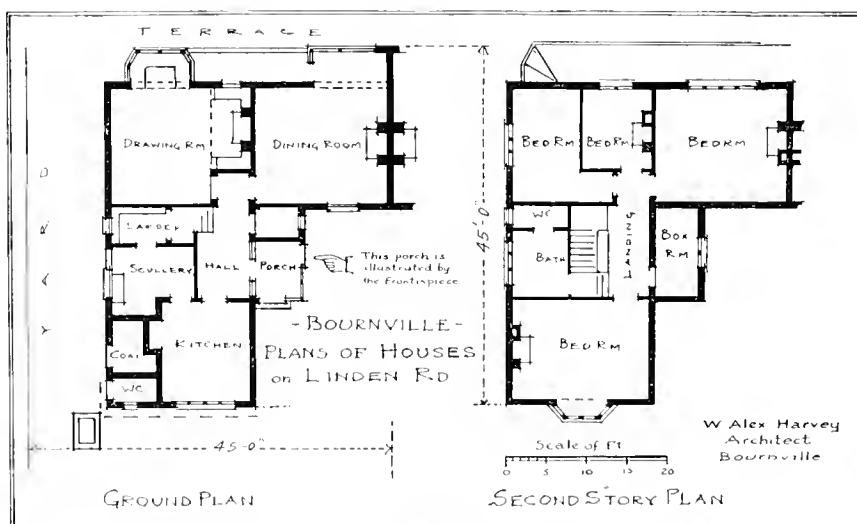 TERRACE
DRAWING RM
DINING ROOM
YARD
LARDER
SCULLERY
HALL
PORCH
This porch is
illustrated by
the Frontispiece
COAL
KITCHEN
WC
- BOURNVILLE -
PLANS OF HOUSES
on LINDEN RD
45'-0"
45'-0"
GROUND PLAN
BED RM
BED RM
BEDRM
WC
BATH
LANDING
BOX
RM
BED RM
Scale of Ft
0
5
10
15
20
W Alex Harvey
Architect
Bournville
SECOND STORY PLAN